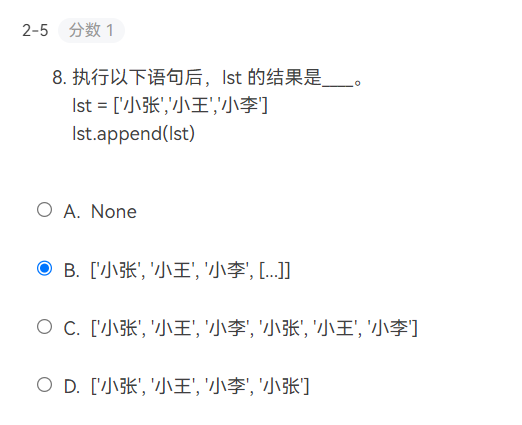 2-5 分数 1
8. 执行以下语句后，lst 的结果是____。
lst = ['小张','小王','小李']
lst.append(lst)
A. None
B. ['小张', '小王', '小李', [...]]
C. ['小张', '小王', '小李', '小张', '小王', '小李']
D. ['小张', '小王', '小李', '小张']